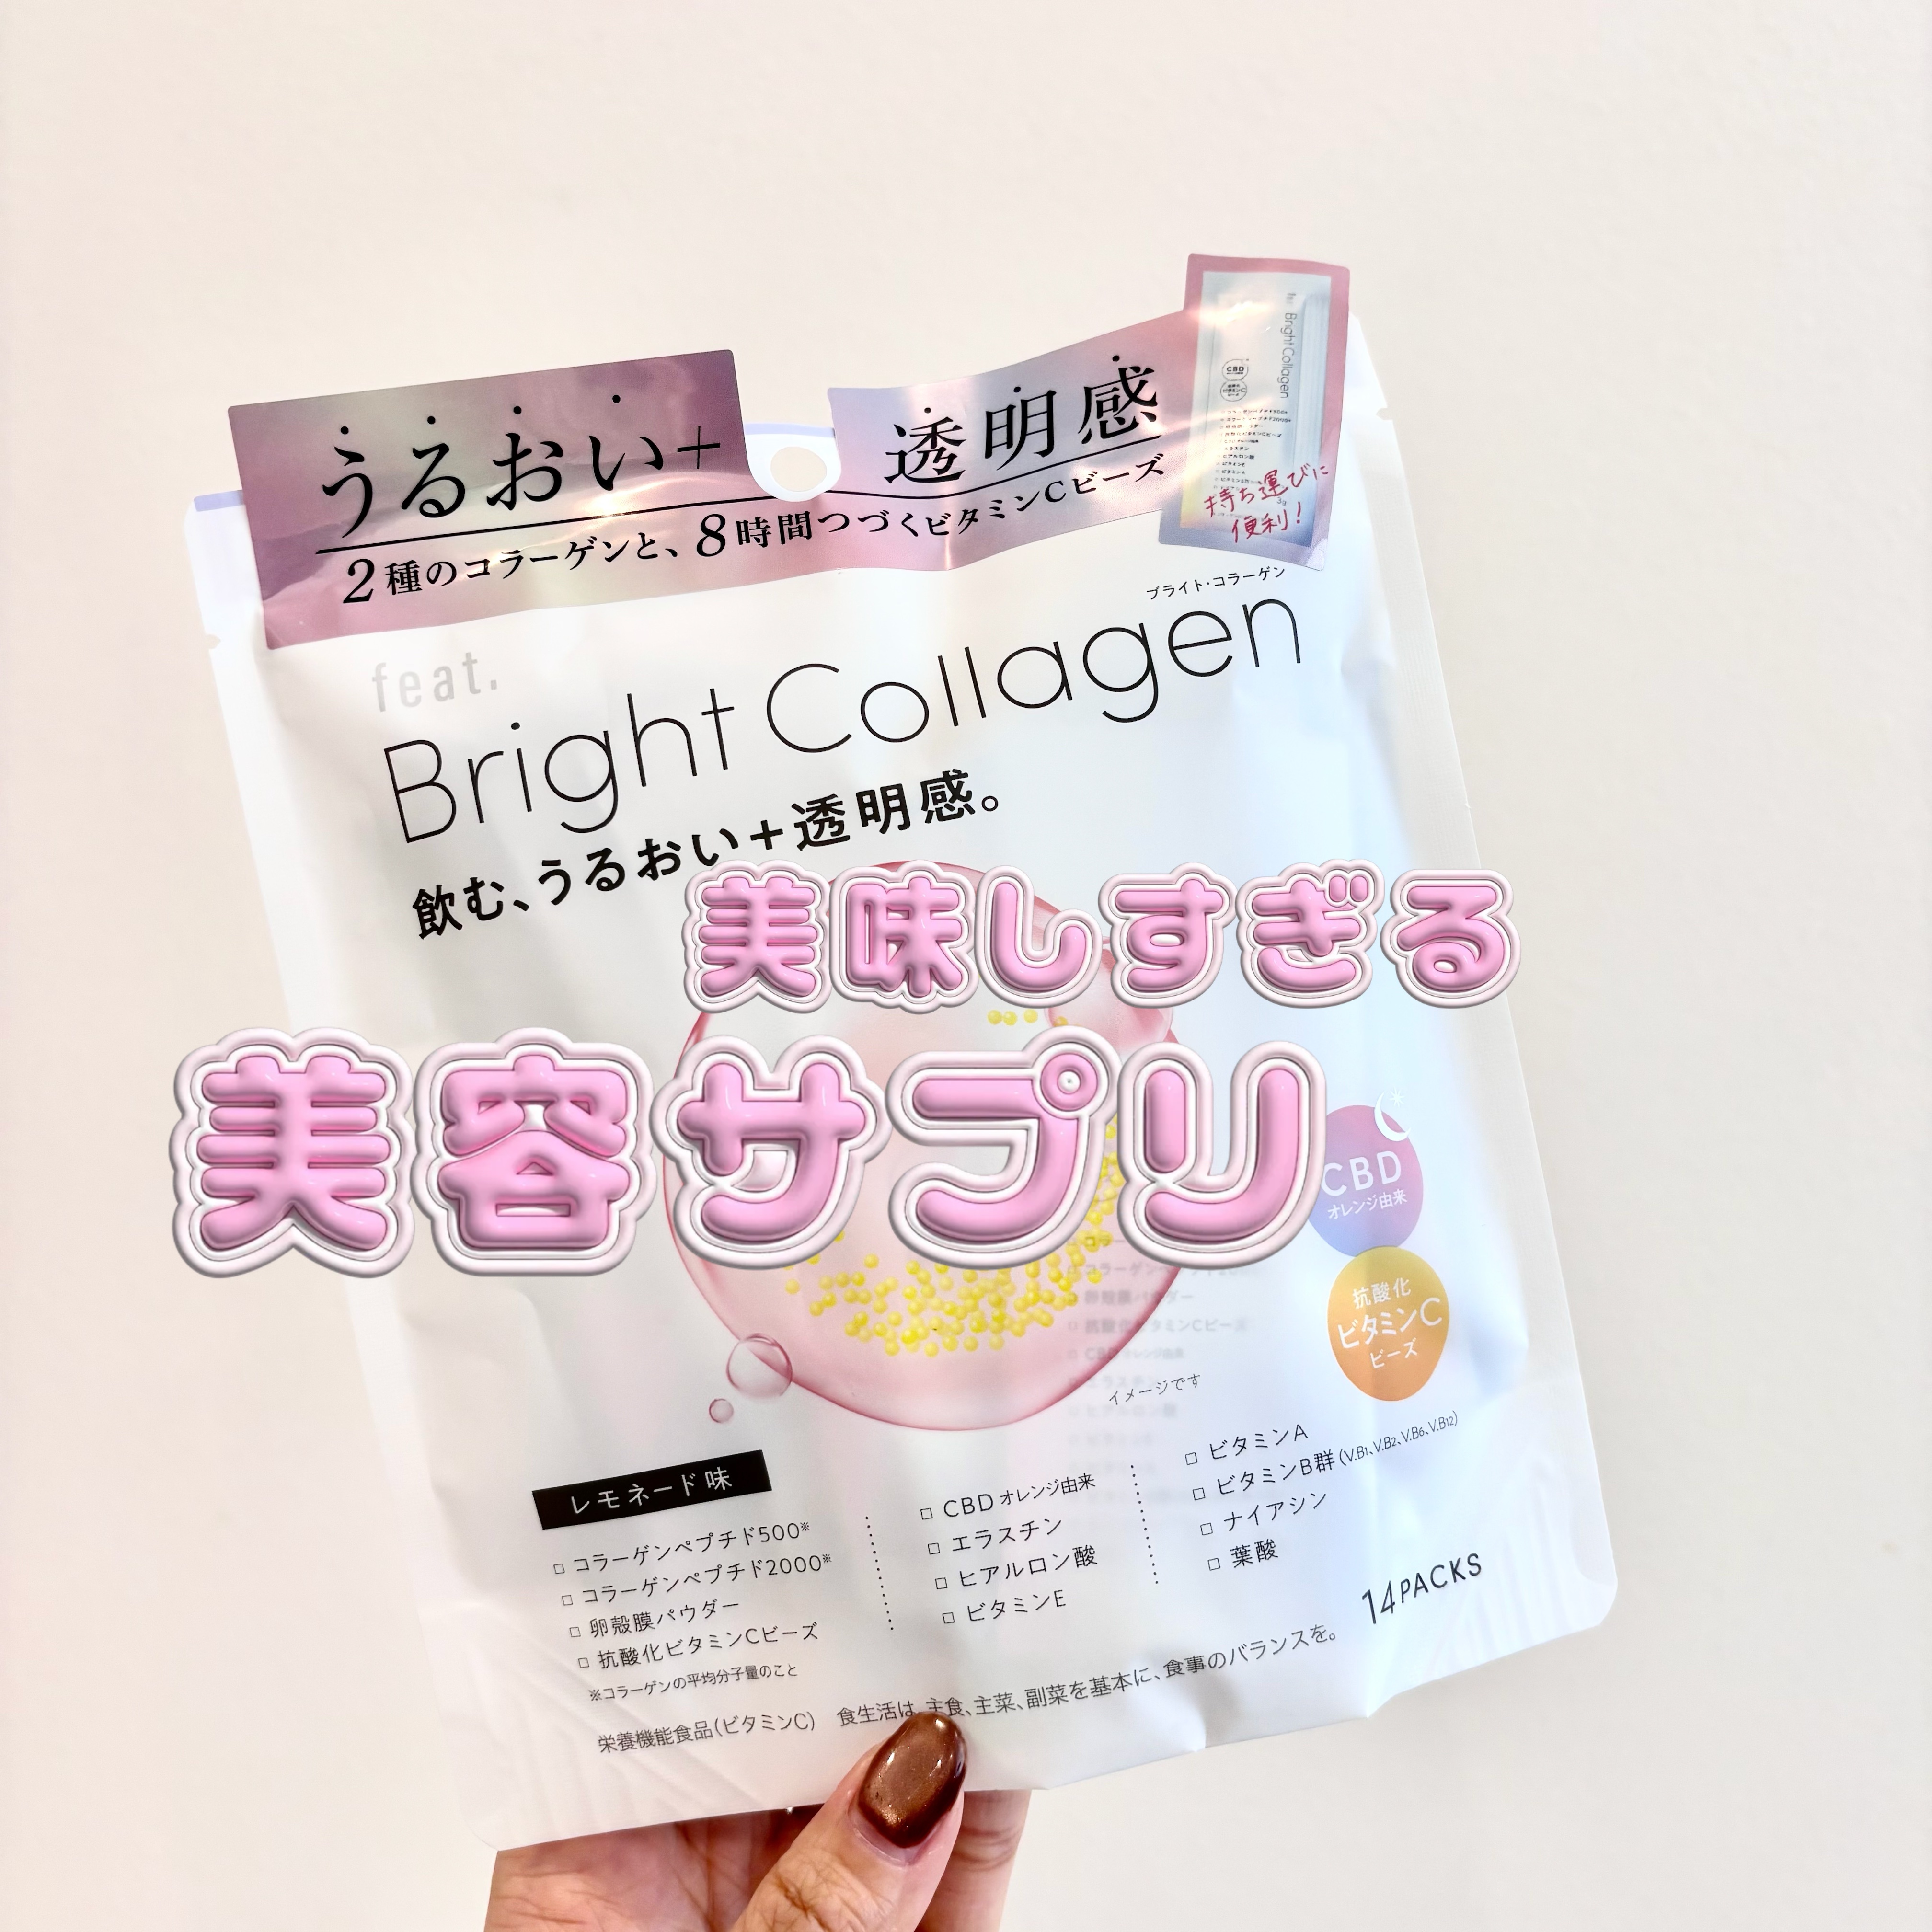 うるおい+透明感
2種のコラーゲンと、8時間つづくビタミンCビーズ
feat. Bright Collagen
CBD
持ち運びに
便利!
ブライト・コラーゲン
feat.
Bright Collagen
飲む、うるおい+透明感。
美味しすぎる
美容サプリ
CBD
オレンジ由来
抗酸化
ビタミンC
ビーズ
イメージです
レモネード味
□ コラーゲンペプチド500※
□ コラーゲンペプチド2000※
□ 卵殻膜パウダー
□ 抗酸化ビタミンCビーズ
※コラーゲンの平均分子量のこと
□ CBD オレンジ由来
□ エラスチン
□ ヒアルロン酸
□ ビタミンE
□ ビタミンA
□ ビタミンB群(V.B1、V.B2、V.B6、V.B12)
□ ナイアシン
□ 葉酸
14PACKS
栄養機能食品(ビタミンC) 食生活は、主食、主菜、副菜を基本に、食事のバランスを。